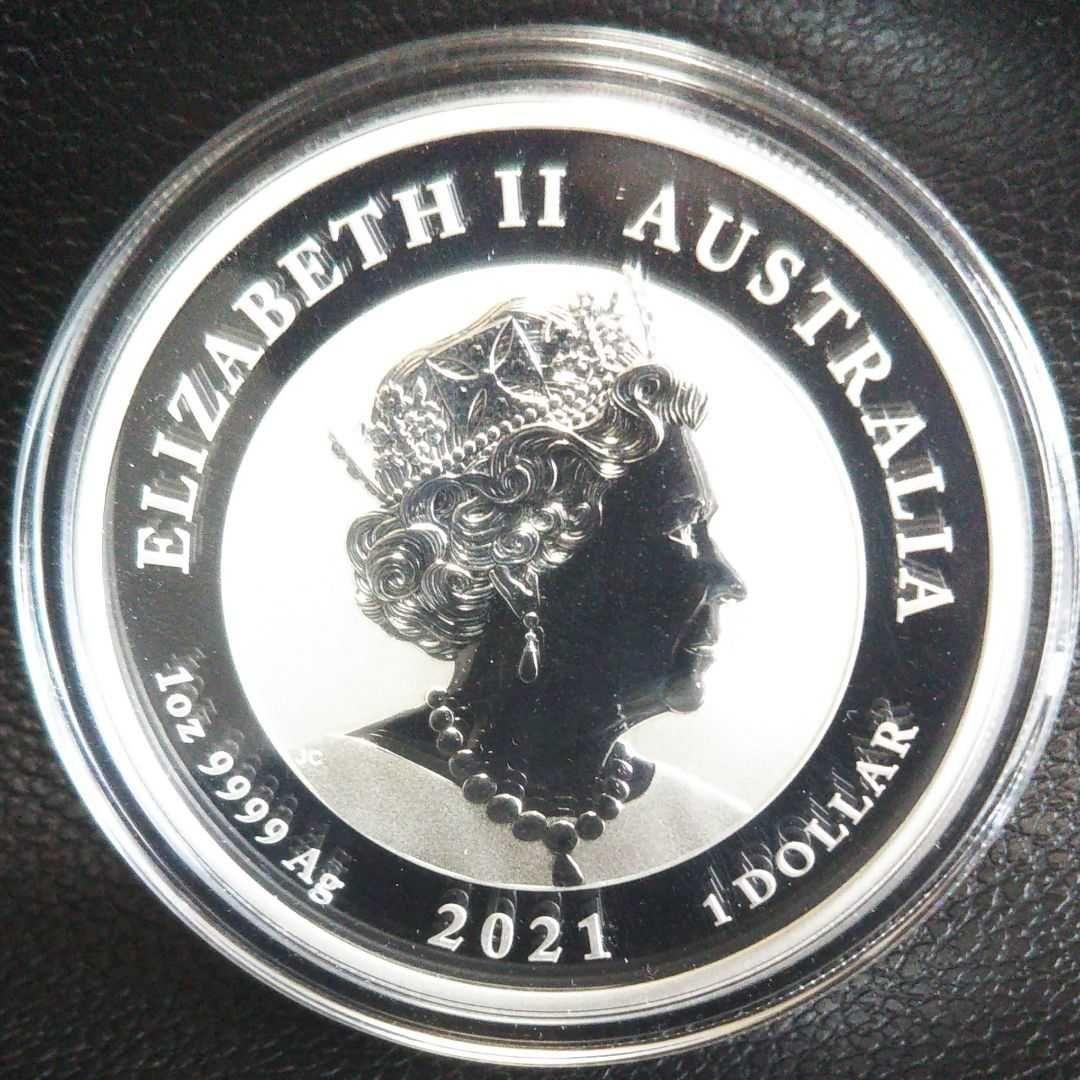 ELIZABETH II AUSTRALIA
JC
1oz 9999 Ag
2021
1 DOLLAR